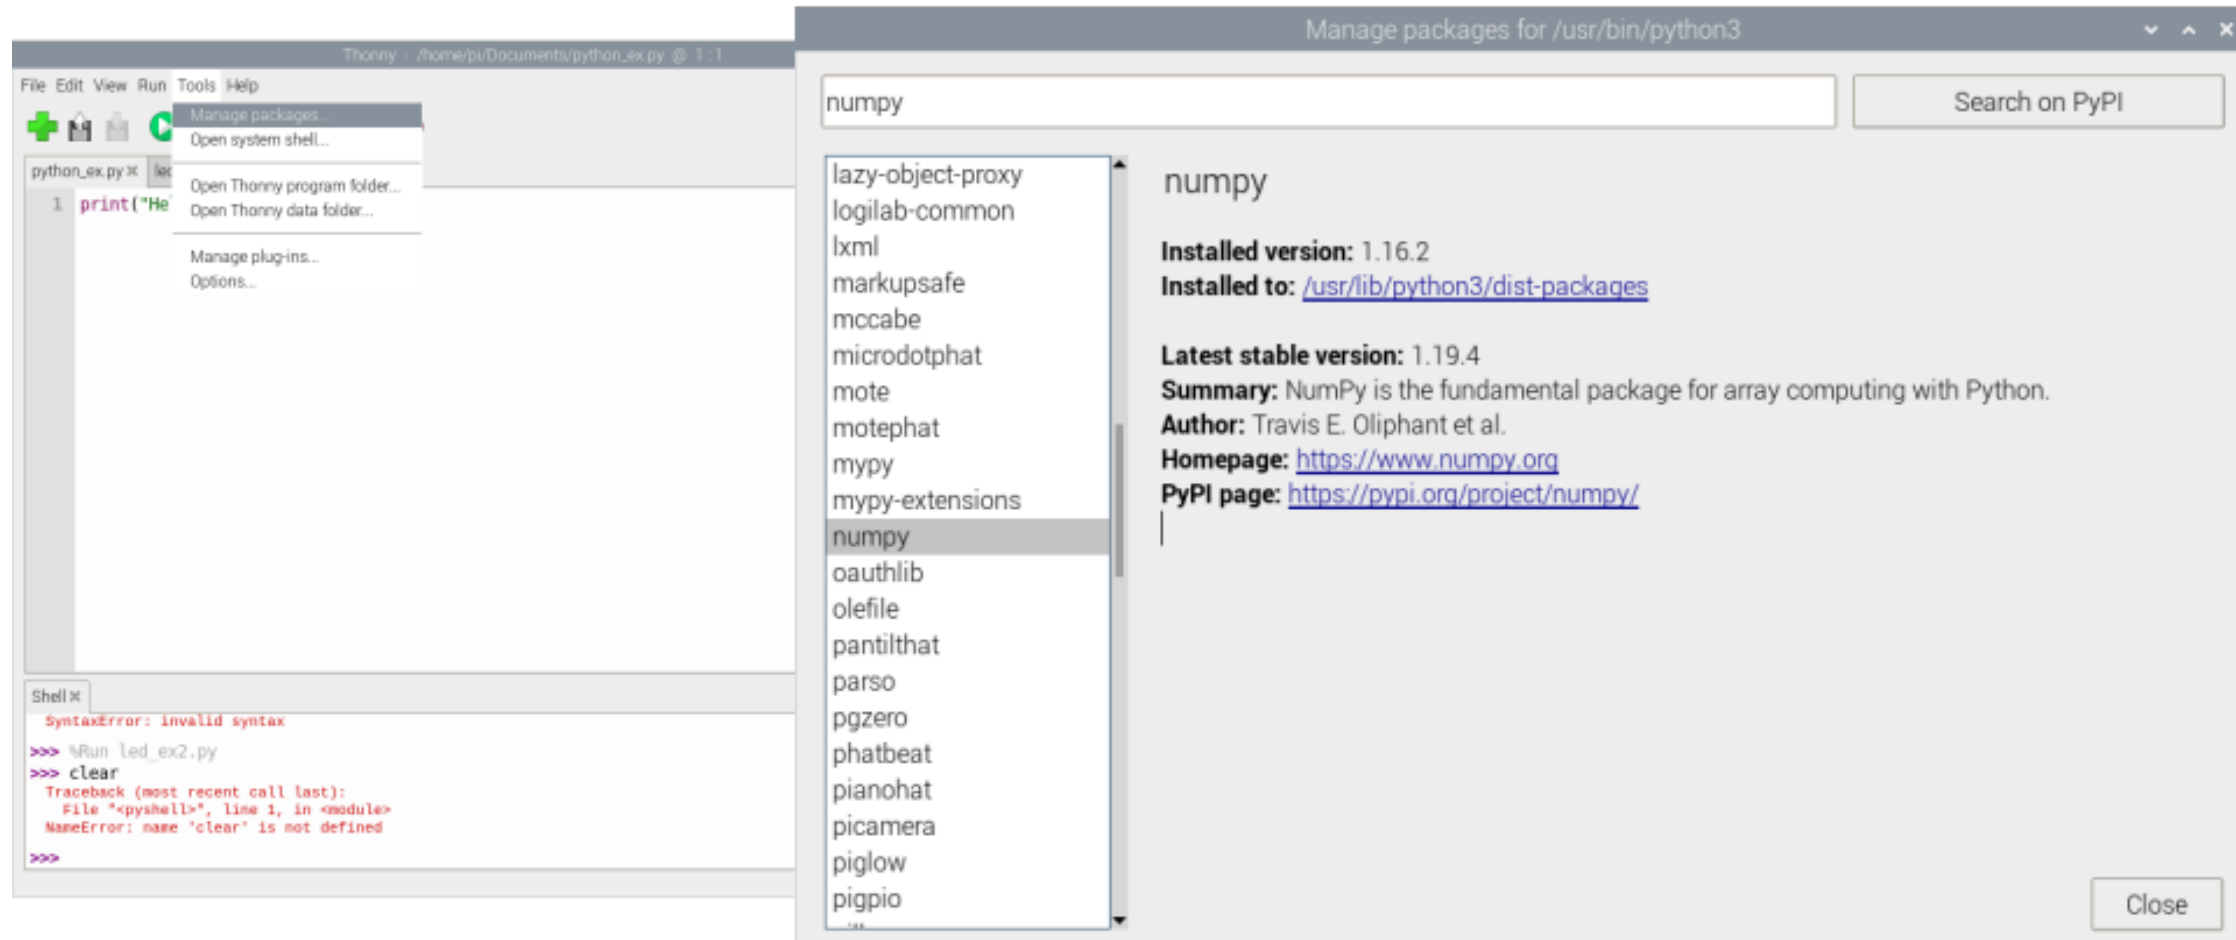 Thonny - /home/pi/Documents/python_ex.py @ 1:1
File Edit View Run Tools Help
Manage packages...
Open system shell...
Open Thonny program folder...
Open Thonny data folder...
Manage plug-ins...
Options...
python_ex.py
1 print("He
Shell
SyntaxError: invalid syntax
>>> %Run led_ex2.py
>>> clear
Traceback (most recent call last):
File "<pyshell>", line 1, in <module>
NameError: name 'clear' is not defined
>>>
Manage packages for /usr/bin/python3
numpy
Search on PyPI
lazy-object-proxy
logilab-common
lxml
markupsafe
mccabe
microdotphat
mote
motephat
mypy
mypy-extensions
numpy
oauthlib
olefile
pantilthat
parso
pgzero
phatbeat
pianohat
picamera
piglow
pigpio
numpy
Installed version: 1.16.2
Installed to: /usr/lib/python3/dist-packages
Latest stable version: 1.19.4
Summary: NumPy is the fundamental package for array computing with Python.
Author: Travis E. Oliphant et al.
Homepage: https://www.numpy.org
PyPI page: https://pypi.org/project/numpy/
Close